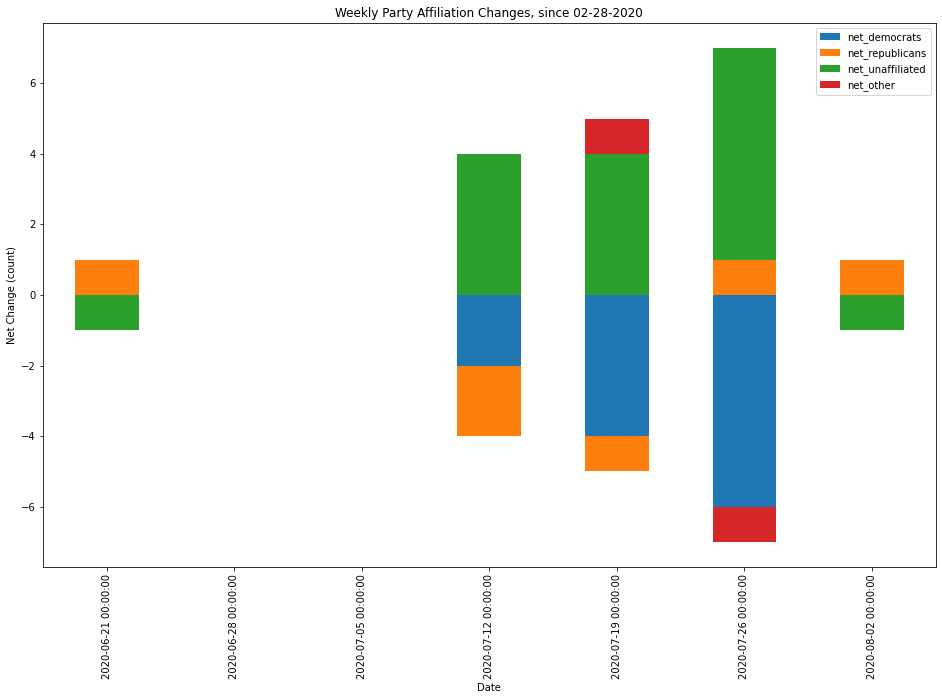 Weekly Party Affiliation Changes, since 02-28-2020
net_democrats
net_republicans
net_unaffiliated
net_other
Net Change (count)
6
4
2
0
−2
−4
−6
2020-06-21 00:00:00
2020-06-28 00:00:00
2020-07-05 00:00:00
2020-07-12 00:00:00
2020-07-19 00:00:00
2020-07-26 00:00:00
2020-08-02 00:00:00
Date